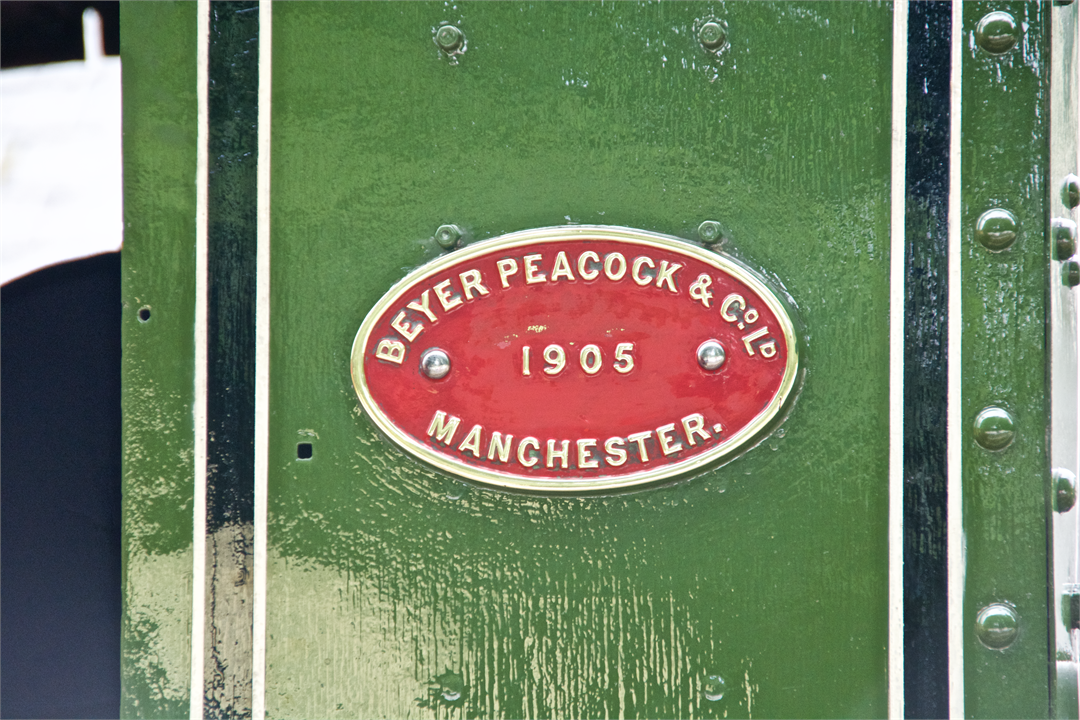 BEYER PEACOCK & Co. LD
1905
MANCHESTER.